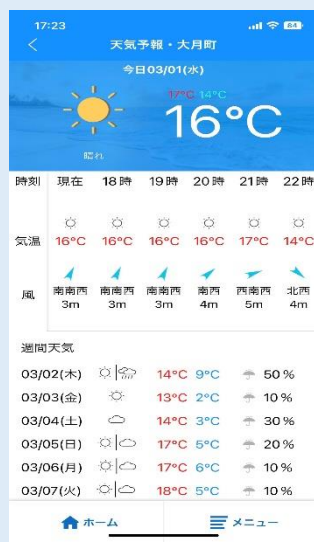 17:23
84
天気予報・大月町
今日03/01(水)
17°C 14°C
16°C
晴れ
時刻 現在 18時 19時 20時 21時 22時
気温 16°C 16°C 16°C 16°C 17°C 14°C
風 南南西 南南西 南南西 南西 西南西 北西
3m 3m 3m 4m 5m 4m
週間天気
03/02(木) 14°C 9°C 50%
03/03(金) 13°C 2°C 10%
03/04(土) 14°C 3°C 30%
03/05(日) 17°C 5°C 20%
03/06(月) 17°C 6°C 10%
03/07(火) 18°C 5°C 10%
ホーム メニュー